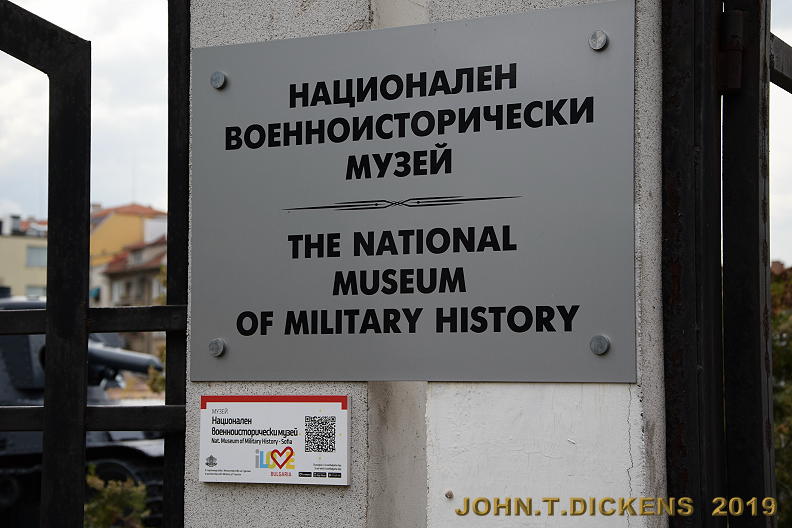 НАЦИОНАЛЕН
ВОЕННОИСТОРИЧЕСКИ
МУЗЕЙ
THE NATIONAL
MUSEUM
OF MILITARY HISTORY
МУЗЕЙ
Национален
военноисторически музей
Nat. Museum of Military History - Sofia
iLOVE
BULGARIA
JOHN.T.DICKENS 2019